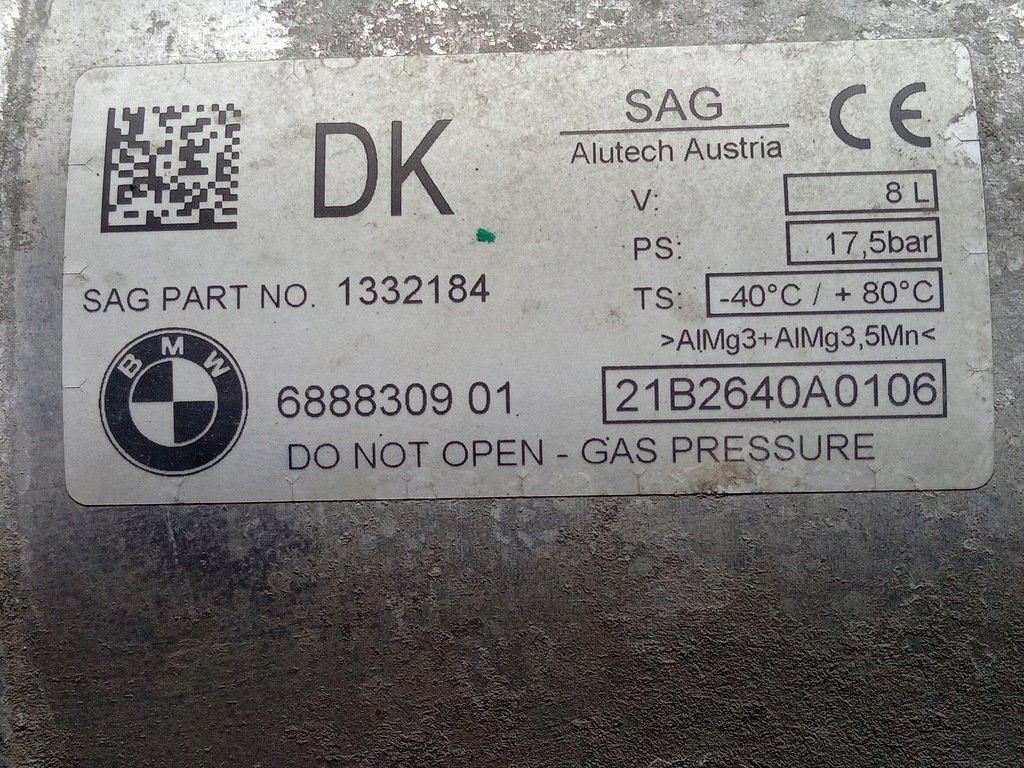 DK
SAG
Alutech Austria
CE
V: 8 L
PS: 17,5bar
TS: -40°C / + 80°C
>AlMg3+AlMg3,5Mn<
SAG PART NO. 1332184
BMW
6888309 01
21B2640A0106
DO NOT OPEN - GAS PRESSURE